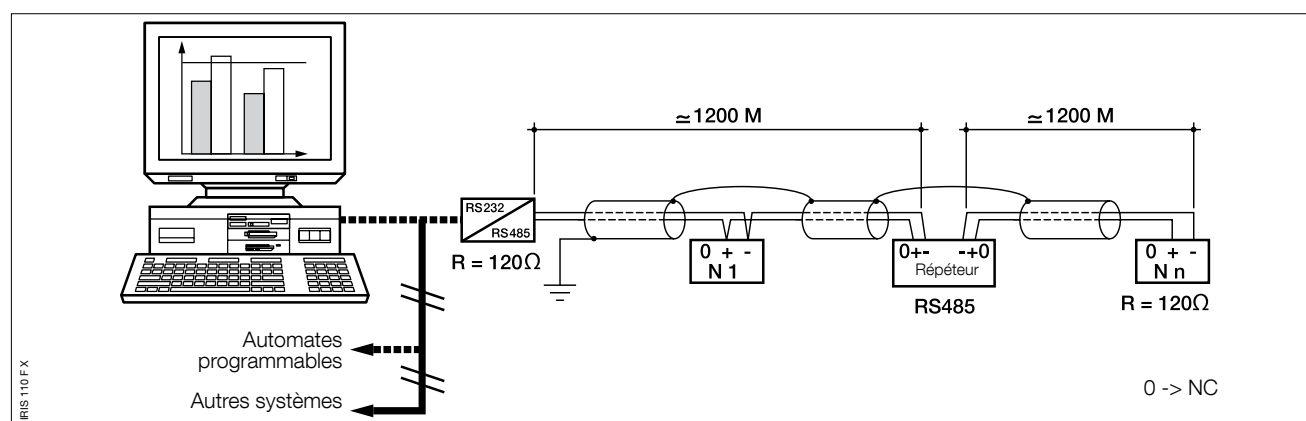 ≃1200 M
≃1200 M
RS232
RS485
R = 120Ω
0 + -
N 1
0+- -+0
Répéteur
RS485
0 + -
N n
R = 120Ω
Automates
programmables
Autres systèmes
0 -> NC
IRIS 110 F X